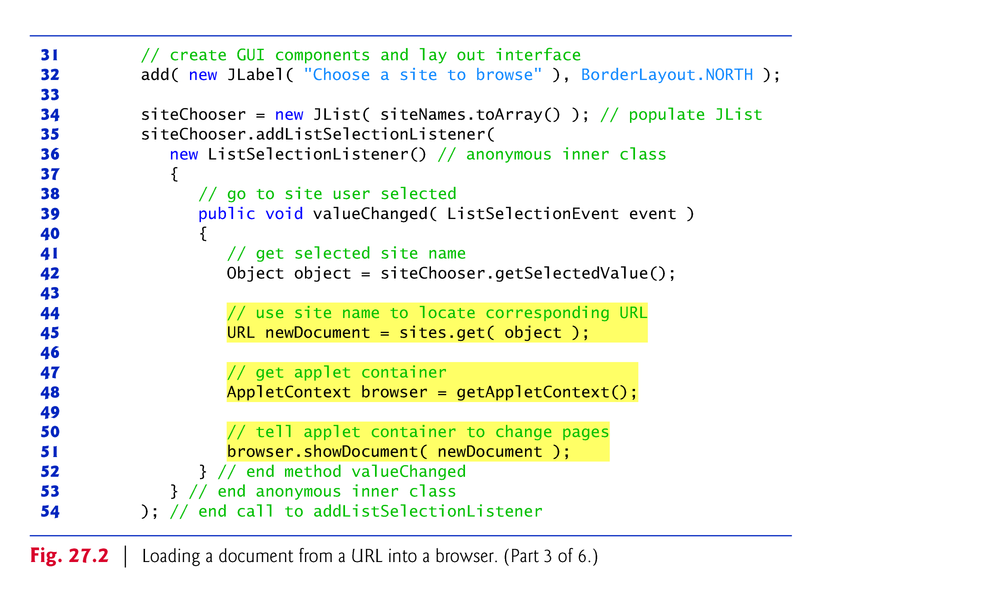 31 // create GUI components and lay out interface
32 add( new JLabel( "Choose a site to browse" ), BorderLayout.NORTH );
33
34 siteChooser = new JList( siteNames.toArray() ); // populate JList
35 siteChooser.addListSelectionListener(
36 new ListSelectionListener() // anonymous inner class
37 {
38 // go to site user selected
39 public void valueChanged( ListSelectionEvent event )
40 {
41 // get selected site name
42 Object object = siteChooser.getSelectedValue();
43
44 // use site name to locate corresponding URL
45 URL newDocument = sites.get( object );
46
47 // get applet container
48 AppletContext browser = getAppletContext();
49
50 // tell applet container to change pages
51 browser.showDocument( newDocument );
52 } // end method valueChanged
53 } // end anonymous inner class
54 ); // end call to addListSelectionListener
Fig. 27.2 | Loading a document from a URL into a browser. (Part 3 of 6.)